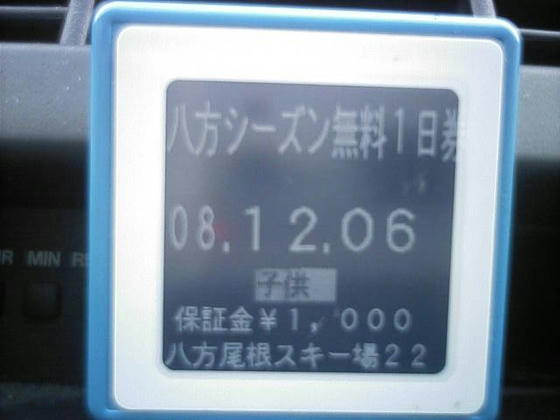 八方シーズン無料1日券
08.12.06
子供
保証金¥1,000
八方尾根スキー場22
MIN